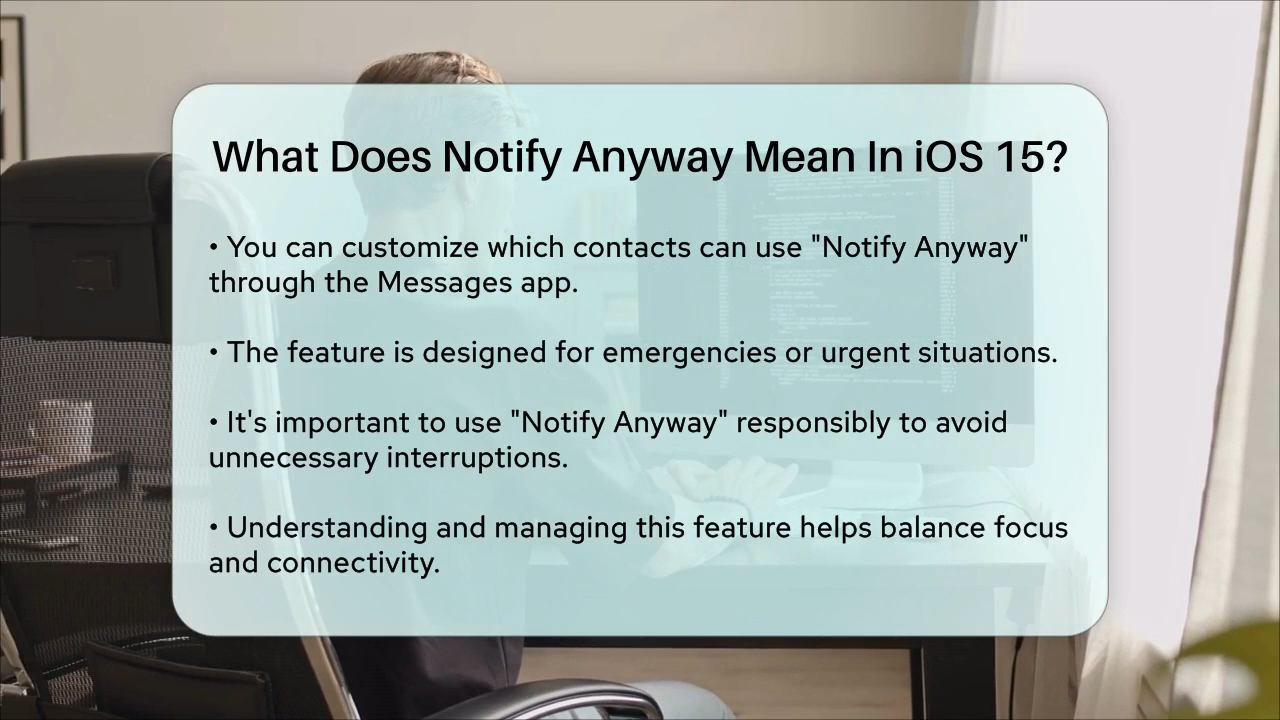 What Does Notify Anyway Mean In iOS 15?
• You can customize which contacts can use "Notify Anyway"
through the Messages app.
• The feature is designed for emergencies or urgent situations.
• It's important to use "Notify Anyway" responsibly to avoid
unnecessary interruptions.
• Understanding and managing this feature helps balance focus
and connectivity.